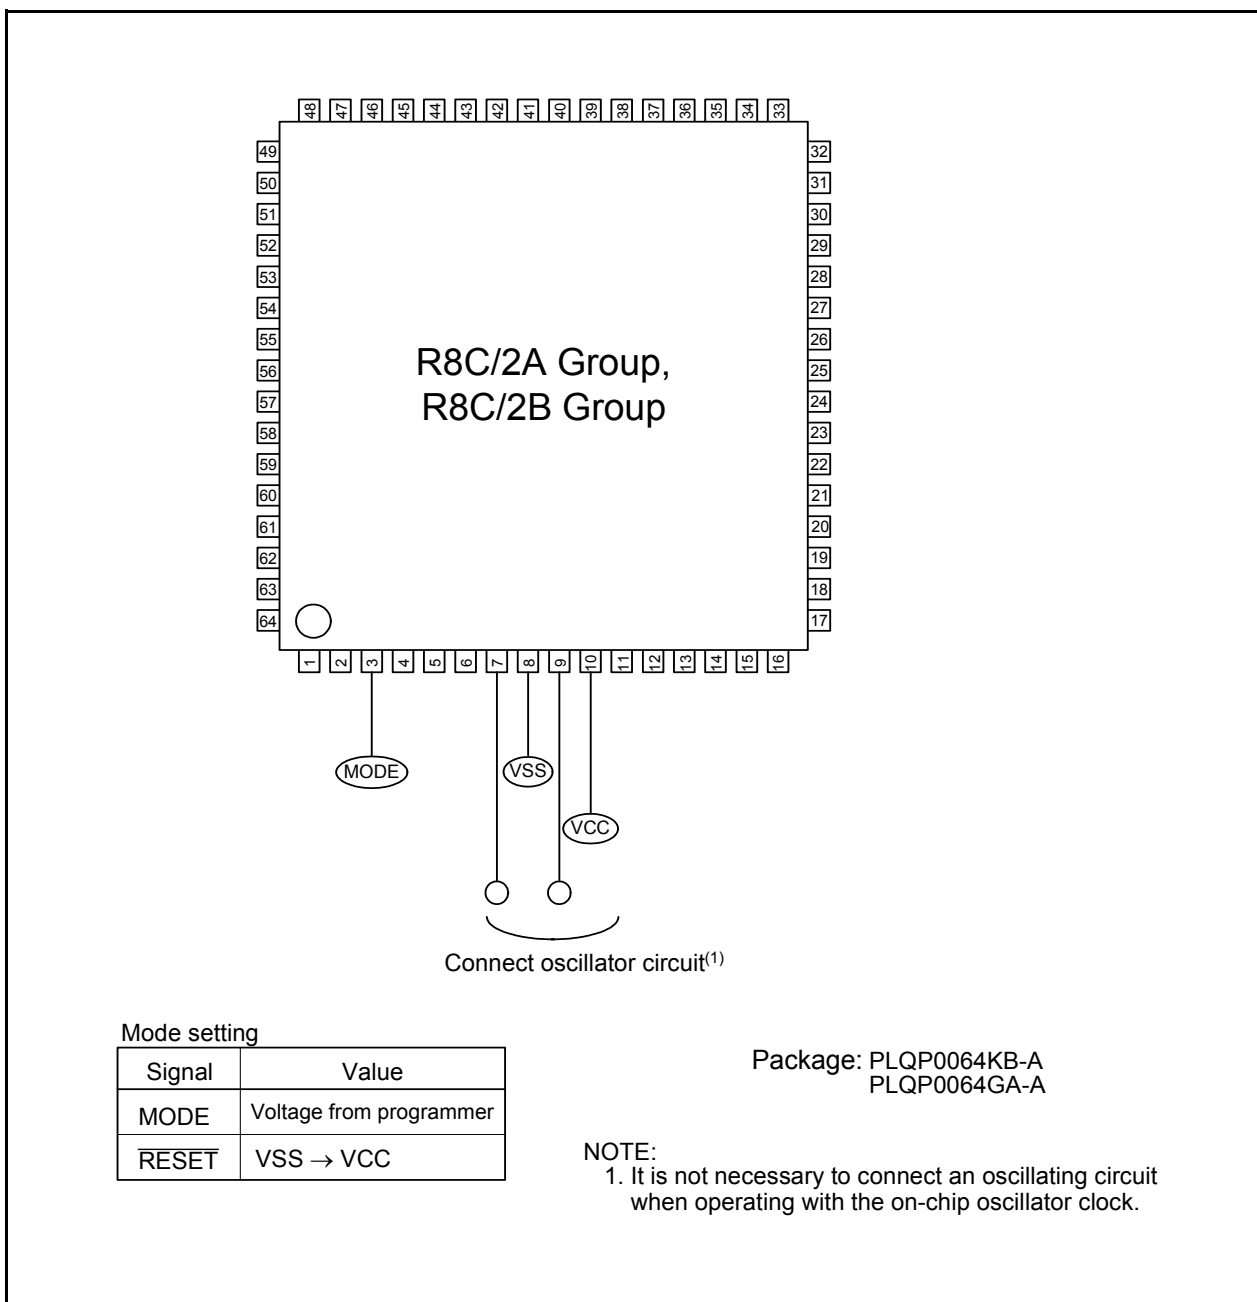 48 47 46 45 44 43 42 41 40 39 38 37 36 35 34 33
49
50
51
52
53
54
55
56
57
58
59
60
61
62
63
64
R8C/2A Group,
R8C/2B Group
32
31
30
29
28
27
26
25
24
23
22
21
20
19
18
17
1 2 3 4 5 6 7 8 9 10 11 12 13 14 15 16
MODE
VSS
VCC
Connect oscillator circuit(1)
Mode setting
Signal Value
MODE Voltage from programmer
RESET VSS → VCC
Package: PLQP0064KB-A
PLQP0064GA-A
NOTE:
1. It is not necessary to connect an oscillating circuit
when operating with the on-chip oscillator clock.